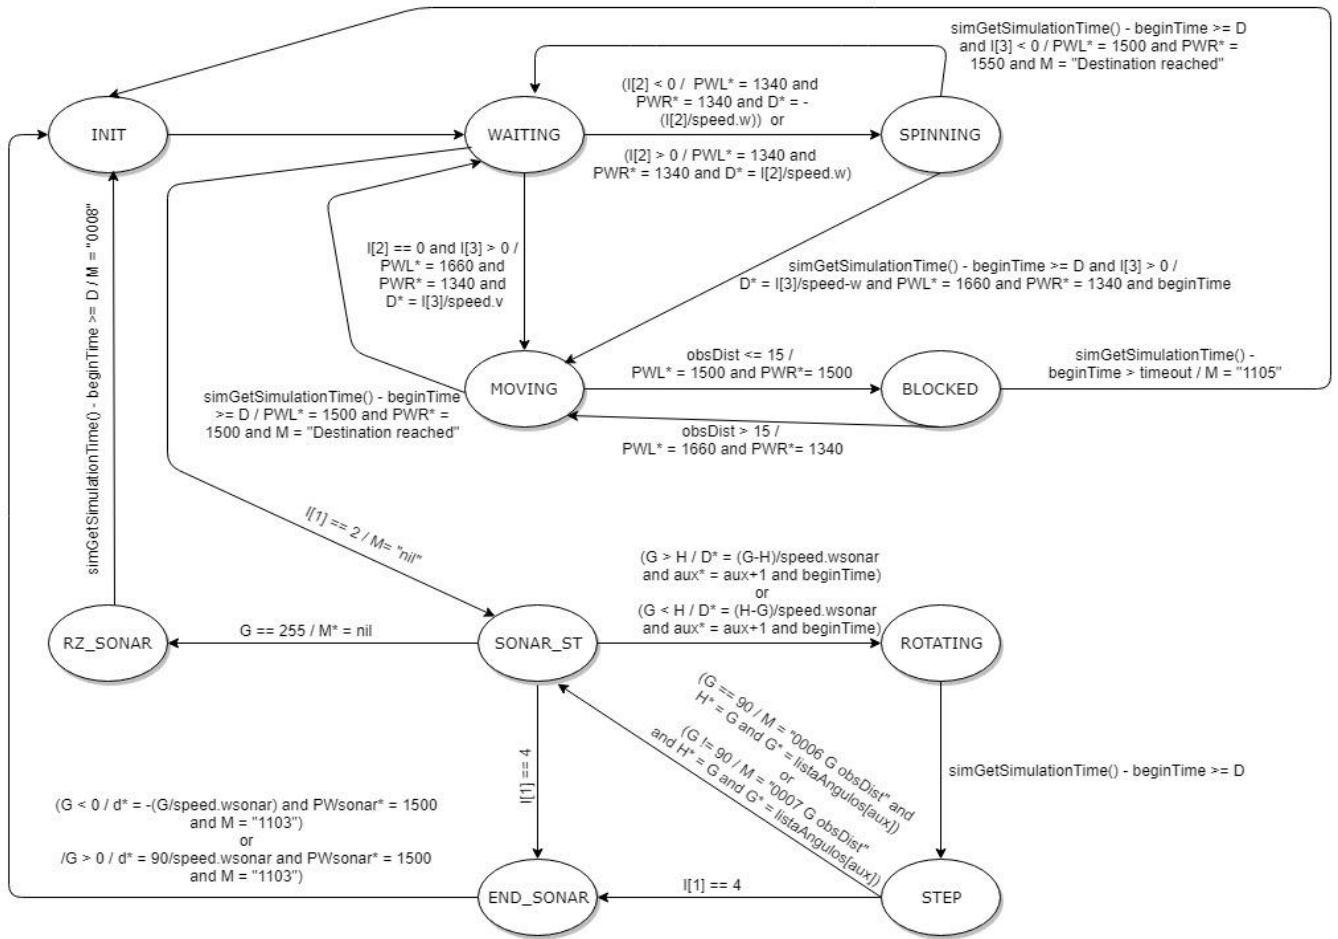 simGetSimulationTime() - beginTime >= D
and I[3] < 0 / PWL* = 1500 and PWR* =
1550 and M = "Destination reached"
(I[2] < 0 / PWL* = 1340 and
PWR* = 1340 and D* = -
(I[2]/speed.w)) or
INIT
WAITING
SPINNING
(I[2] > 0 / PWL* = 1340 and
PWR* = 1340 and D* = I[2]/speed.w)
simGetSimulationTime() - beginTime >= D / M = "0008"
I[2] == 0 and I[3] > 0 /
PWL* = 1660 and
PWR* = 1340 and
D* = I[3]/speed.v
simGetSimulationTime() - beginTime >= D and I[3] > 0 /
D* = I[3]/speed-w and PWL* = 1660 and PWR* = 1340 and beginTime
MOVING
obsDist <= 15 /
PWL* = 1500 and PWR*= 1500
BLOCKED
simGetSimulationTime() -
beginTime > timeout / M = "1105"
simGetSimulationTime() - beginTime
>= D / PWL* = 1500 and PWR* =
1500 and M = "Destination reached"
obsDist > 15 /
PWL* = 1660 and PWR*= 1340
I[1] == 2 / M= "nil"
(G > H / D* = (G-H)/speed.wsonar
and aux* = aux+1 and beginTime)
or
(G < H / D* = (H-G)/speed.wsonar
and aux* = aux+1 and beginTime)
RZ_SONAR
G == 255 / M* = nil
SONAR_ST
ROTATING
(G == 90 / M = "0006 G obsDist" and
H* = G and G* = listaAngulos[aux])
or
(G != 90 / M = "0007 G obsDist"
and H* = G and G* = listaAngulos[aux])
I[1] == 4
simGetSimulationTime() - beginTime >= D
(G < 0 / d* = -(G/speed.wsonar) and PWsonar* = 1500
and M = "1103")
or
/G > 0 / d* = 90/speed.wsonar and PWsonar* = 1500
and M = "1103")
END_SONAR
I[1] == 4
STEP